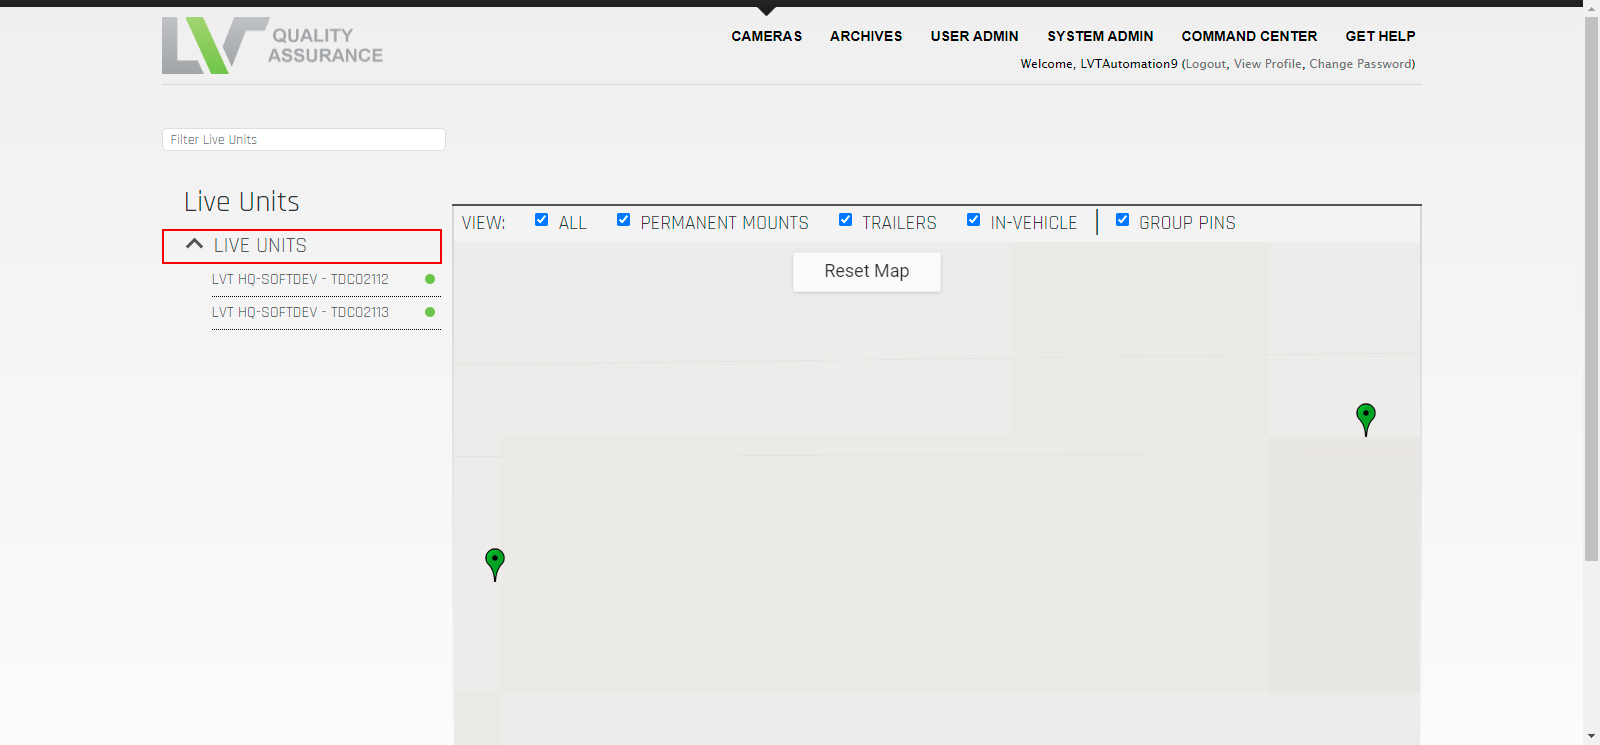 LVT QUALITY ASSURANCE
CAMERAS ARCHIVES USER ADMIN SYSTEM ADMIN COMMAND CENTER GET HELP
Welcome, LVTAutomation9 (Logout, View Profile, Change Password)
Filter Live Units
Live Units
LIVE UNITS
LVT HQ-SOFTDEV - TDC02112
LVT HQ-SOFTDEV - TDC02113
VIEW: ALL PERMANENT MOUNTS TRAILERS IN-VEHICLE GROUP PINS
Reset Map